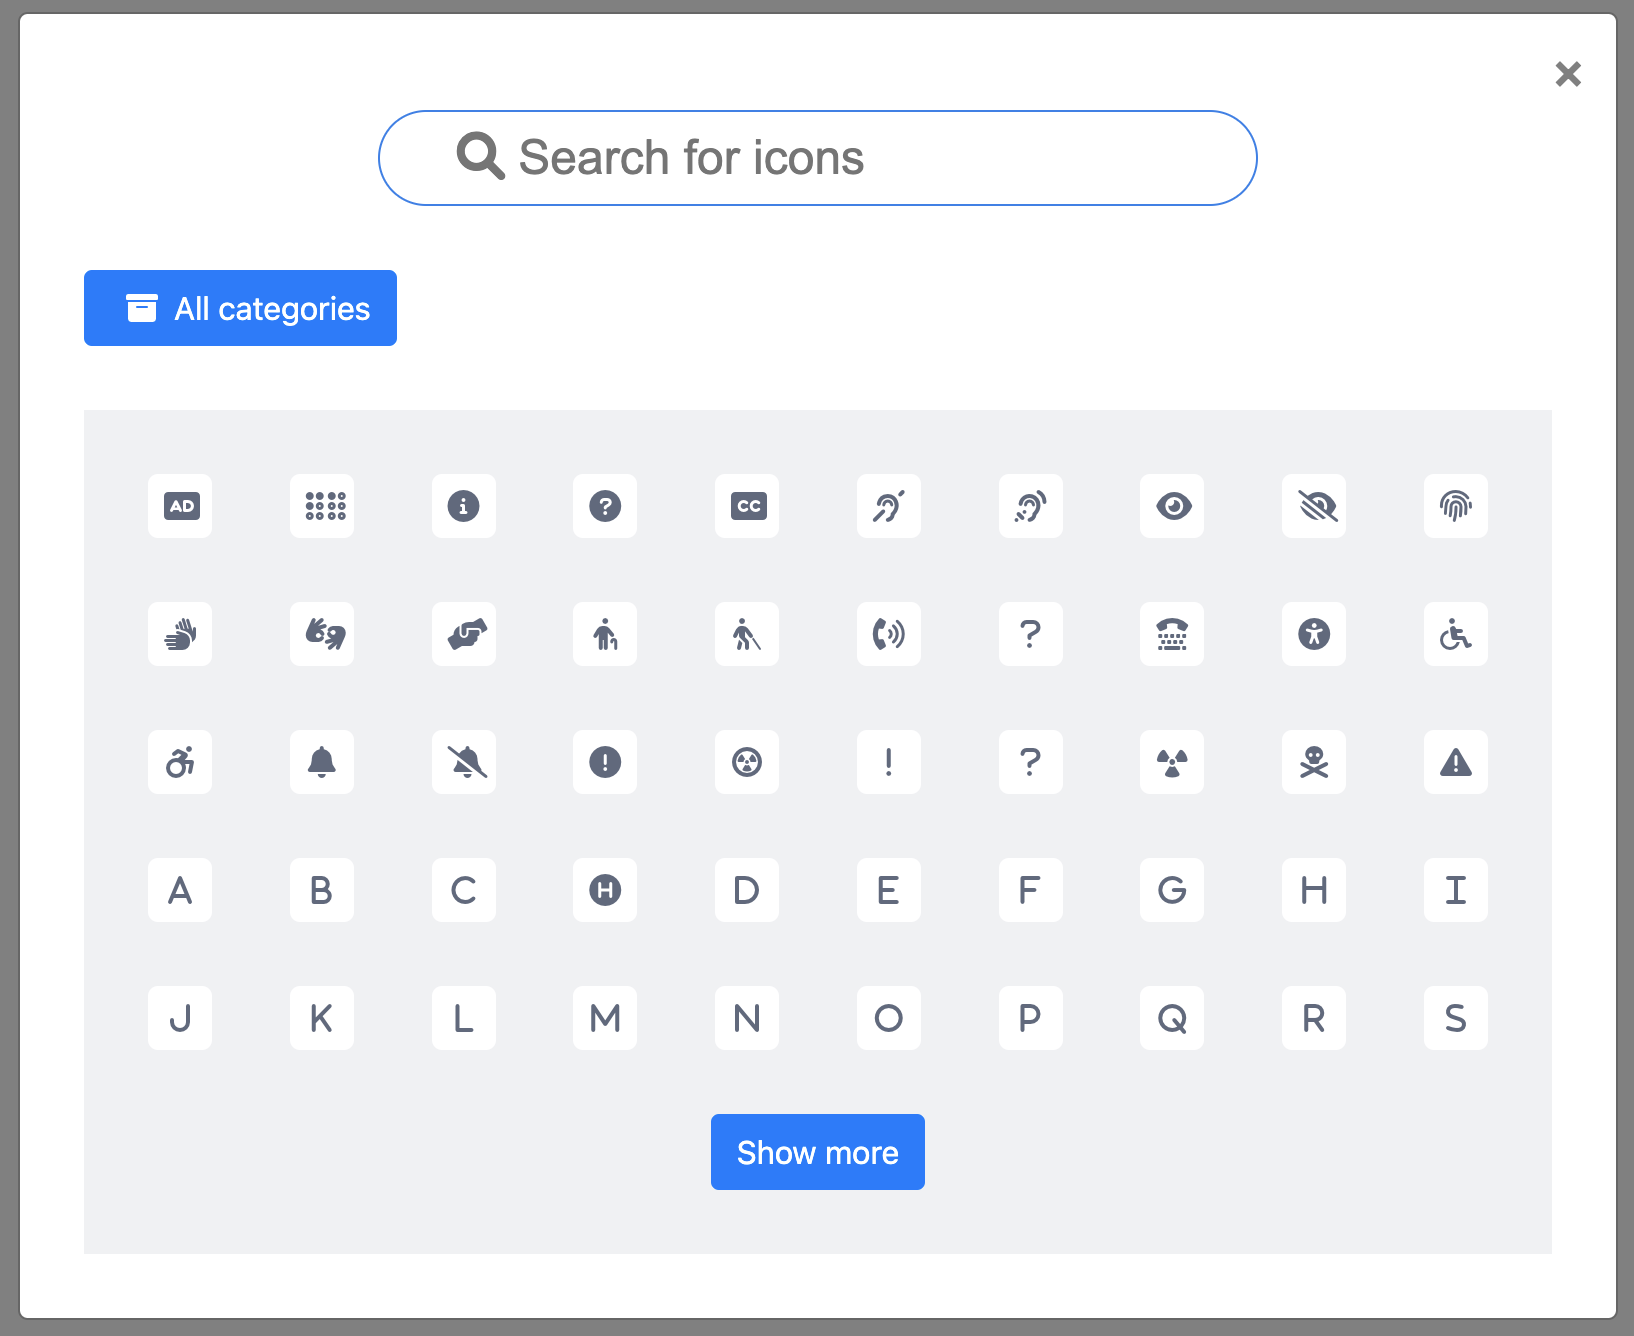 Search for icons
All categories
AD i ? CC
?
! ! ? !
A B C H D E F G H I
J K L M N O P Q R S
Show more